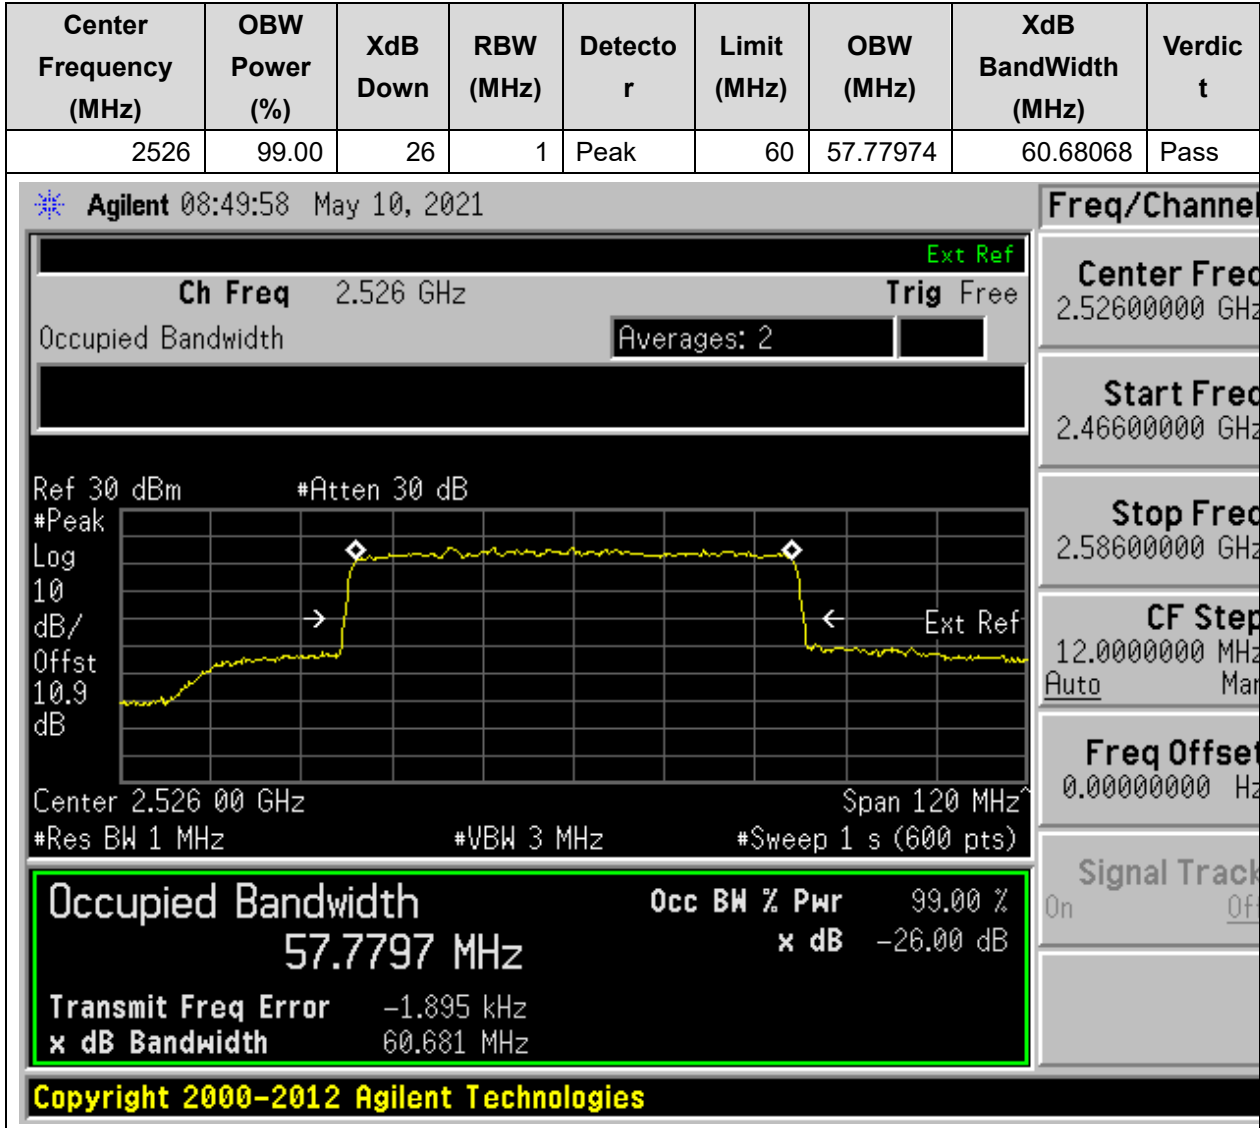 Center Frequency (MHz) OBW Power (%) XdB Down RBW (MHz) Detecto r Limit (MHz) OBW (MHz) XdB BandWidth (MHz) Verdic t
2526 99.00 26 1 Peak 60 57.77974 60.68068 Pass
Agilent 08:49:58 May 10, 2021 Freq/Channel
Ext Ref
Ch Freq 2.526 GHz Trig Free
Occupied Bandwidth Averages: 2
Center Freq
2.52600000 GHz
Start Freq
2.46600000 GHz
Stop Freq
2.58600000 GHz
CF Step
12.0000000 MHz
Auto Man
Freq Offset
0.00000000 Hz
Signal Track
On Off
Ref 30 dBm #Atten 30 dB
#Peak
Log
10
dB/
Offst
10.9
dB
Ext Ref
Center 2.526 00 GHz Span 120 MHz^
#Res BW 1 MHz #VBW 3 MHz #Sweep 1 s (600 pts)
Occupied Bandwidth Occ BW % Pwr 99.00 %
57.7797 MHz x dB -26.00 dB
Transmit Freq Error -1.895 kHz
x dB Bandwidth 60.681 MHz
Copyright 2000-2012 Agilent Technologies